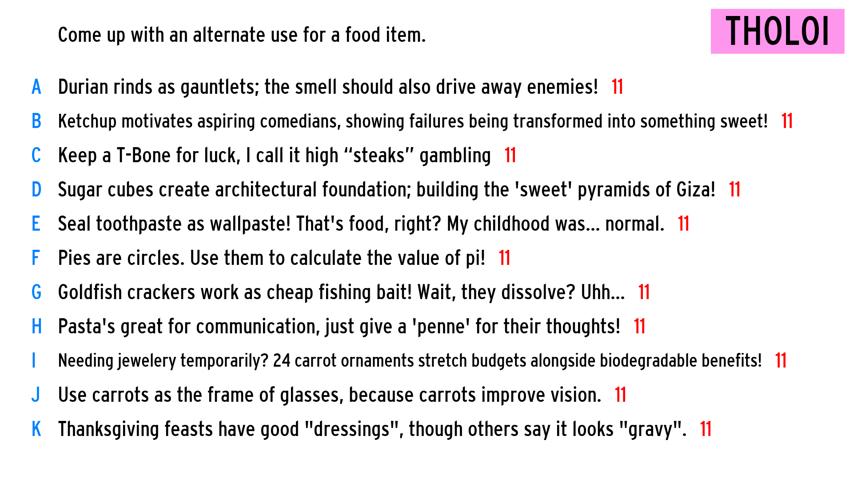 Come up with an alternate use for a food item.
THOLOI
A Durian rinds as gauntlets; the smell should also drive away enemies! 11
B Ketchup motivates aspiring comedians, showing failures being transformed into something sweet! 11
C Keep a T-Bone for luck, I call it high “steaks” gambling 11
D Sugar cubes create architectural foundation; building the 'sweet' pyramids of Giza! 11
E Seal toothpaste as wallpaste! That's food, right? My childhood was... normal. 11
F Pies are circles. Use them to calculate the value of pi! 11
G Goldfish crackers work as cheap fishing bait! Wait, they dissolve? Uhh... 11
H Pasta's great for communication, just give a 'penne' for their thoughts! 11
I Needing jewelery temporarily? 24 carrot ornaments stretch budgets alongside biodegradable benefits! 11
J Use carrots as the frame of glasses, because carrots improve vision. 11
K Thanksgiving feasts have good "dressings", though others say it looks "gravy". 11